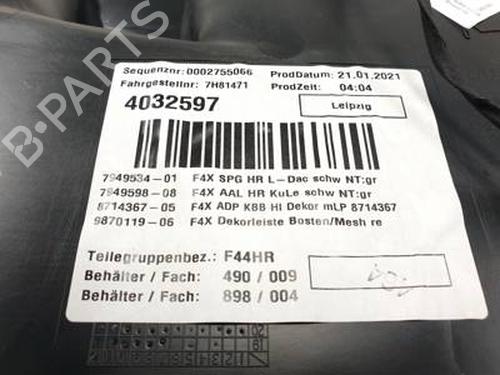 Sequenznr: 0002755066 ProdDatum: 21.01.2021
Fahrgestellnr: 7H81471 ProdZeit: 04:04
4032597 Leipzig
7949534-01 F4X SPG HR L-Dac schw NT:gr
7949598-08 F4X AAL HR KuLe schw NT:gr
8714367-05 F4X ADP KBB HI Dekor mLP 8714367
9870119-06 F4X Dekorleiste Bosten/Mesh re
Teilegruppenbez.: F44HR
Behälter / Fach: 490 / 009
Behälter / Fach: 898 / 004
B-PARTS